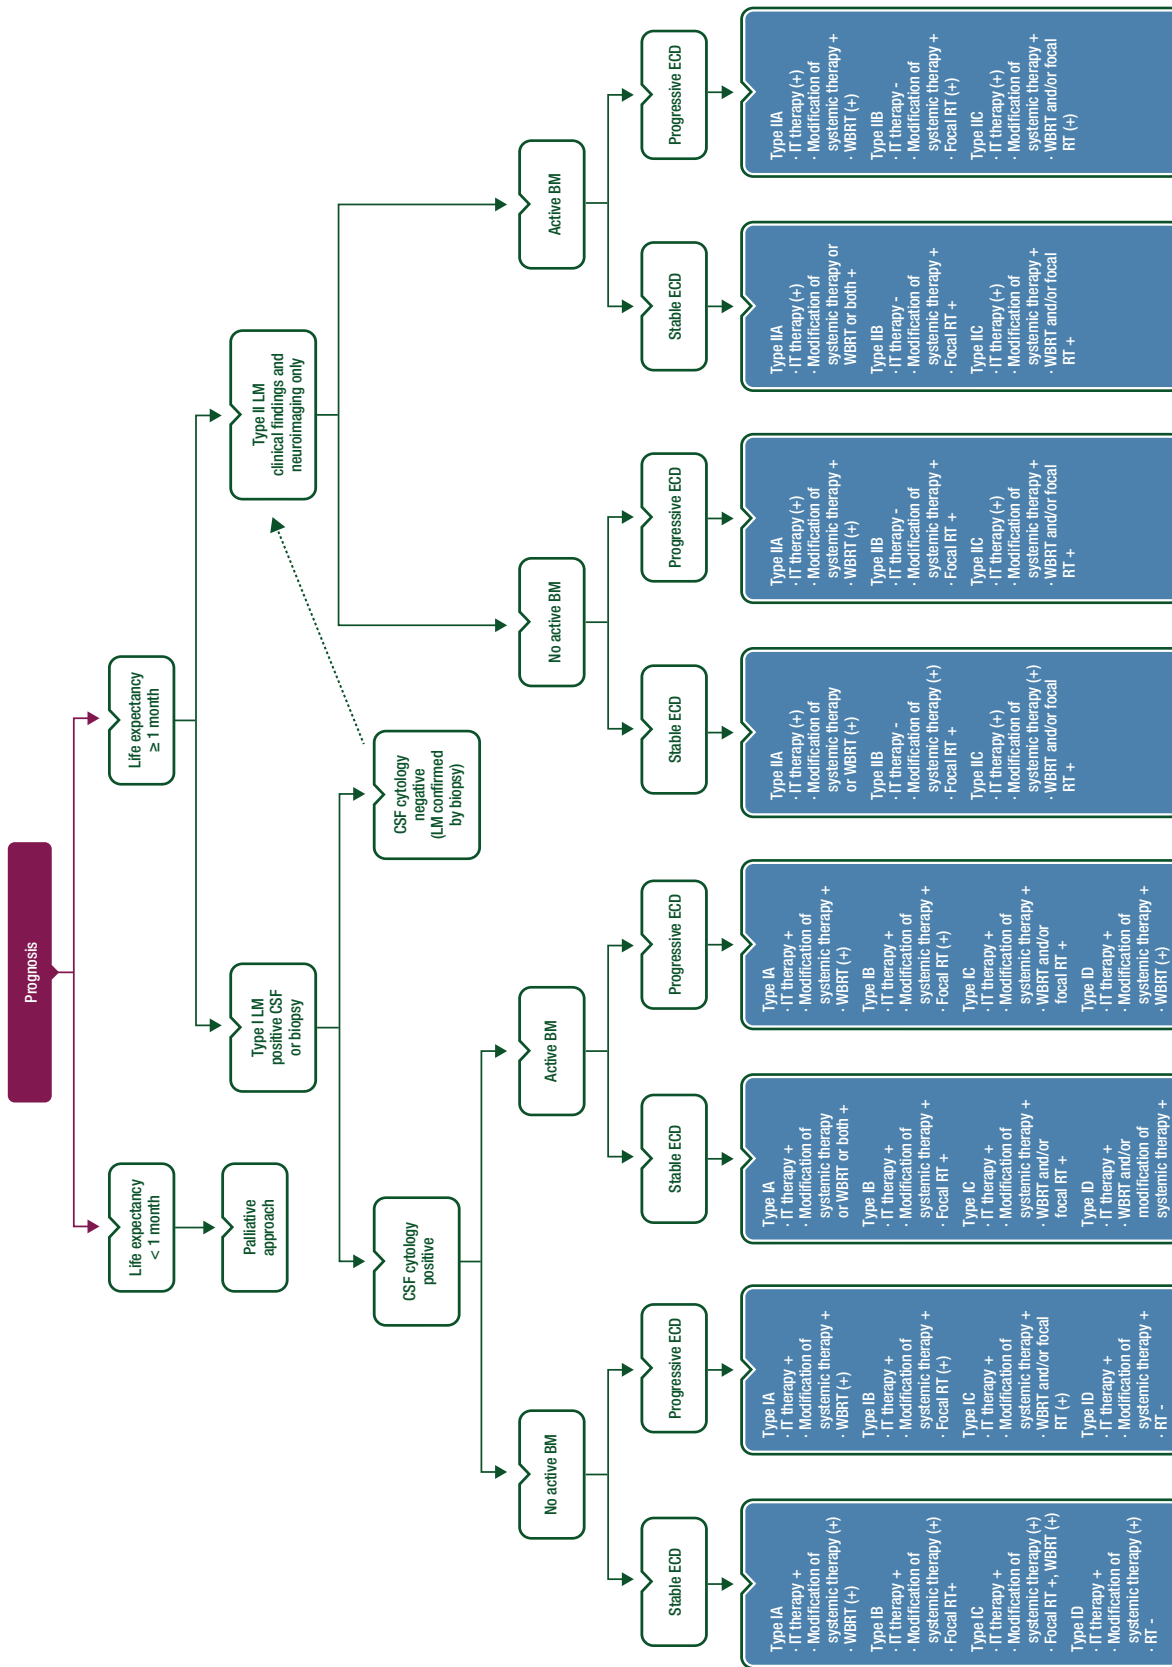 Prognosis
Life expectancy
< 1 month
Life expectancy
≥ 1 month
Palliative
approach
Type I LM
positive CSF
or biopsy
Type II LM
clinical findings and
neuroimaging only
CSF cytology
positive
CSF cytology
negative
(LM confirmed
by biopsy)
No active BM
Active BM
No active BM
Active BM
Stable ECD
Progressive ECD
Stable ECD
Progressive ECD
Stable ECD
Progressive ECD
Stable ECD
Progressive ECD
Type IA
· IT therapy +
· Modification of
systemic therapy (+)
· WBRT (+)
Type IB
· IT therapy +
· Modification of
systemic therapy (+)
· Focal RT+
Type IC
· IT therapy +
· Modification of
systemic therapy (+)
· Focal RT +, WBRT (+)
Type ID
· IT therapy +
· Modification of
systemic therapy (+)
· RT -
Type IA
· IT therapy +
· Modification of
systemic therapy +
· WBRT (+)
Type IB
· IT therapy +
· Modification of
systemic therapy +
· Focal RT (+)
Type IC
· IT therapy +
· Modification of
systemic therapy +
· WBRT and/or focal
RT (+)
Type ID
· IT therapy +
· Modification of
systemic therapy +
· RT -
Type IA
· IT therapy +
· Modification of
systemic therapy
or WBRT or both +
Type IB
· IT therapy +
· Modification of
systemic therapy +
· Focal RT +
Type IC
· IT therapy +
· Modification of
systemic therapy +
· WBRT and/or
focal RT +
Type ID
· IT therapy +
· WBRT and/or
modification of
systemic therapy +
Type IA
· IT therapy +
· Modification of
systemic therapy +
· WBRT (+)
Type IB
· IT therapy +
· Modification of
systemic therapy +
· Focal RT (+)
Type IC
· IT therapy +
· Modification of
systemic therapy +
· WBRT and/or
focal RT +
Type ID
· IT therapy +
· Modification of
systemic therapy +
· WBRT (+)
Type IIA
· IT therapy (+)
· Modification of
systemic therapy
or WBRT (+)
Type IIB
· IT therapy -
· Modification of
systemic therapy (+)
· Focal RT +
Type IIC
· IT therapy (+)
· Modification of
systemic therapy (+)
· WBRT and/or focal
RT +
Type IIA
· IT therapy (+)
· Modification of
systemic therapy +
· WBRT (+)
Type IIB
· IT therapy -
· Modification of
systemic therapy +
· Focal RT +
Type IIC
· IT therapy (+)
· Modification of
systemic therapy +
· WBRT and/or focal
RT +
Type IIA
· IT therapy (+)
· Modification of
systemic therapy or
WBRT or both +
Type IIB
· IT therapy -
· Modification of
systemic therapy +
· Focal RT +
Type IIC
· IT therapy (+)
· Modification of
systemic therapy +
· WBRT and/or focal
RT +
Type IIA
· IT therapy (+)
· Modification of
systemic therapy +
· WBRT (+)
Type IIB
· IT therapy -
· Modification of
systemic therapy +
· Focal RT (+)
Type IIC
· IT therapy (+)
· Modification of
systemic therapy +
· WBRT and/or focal
RT (+)